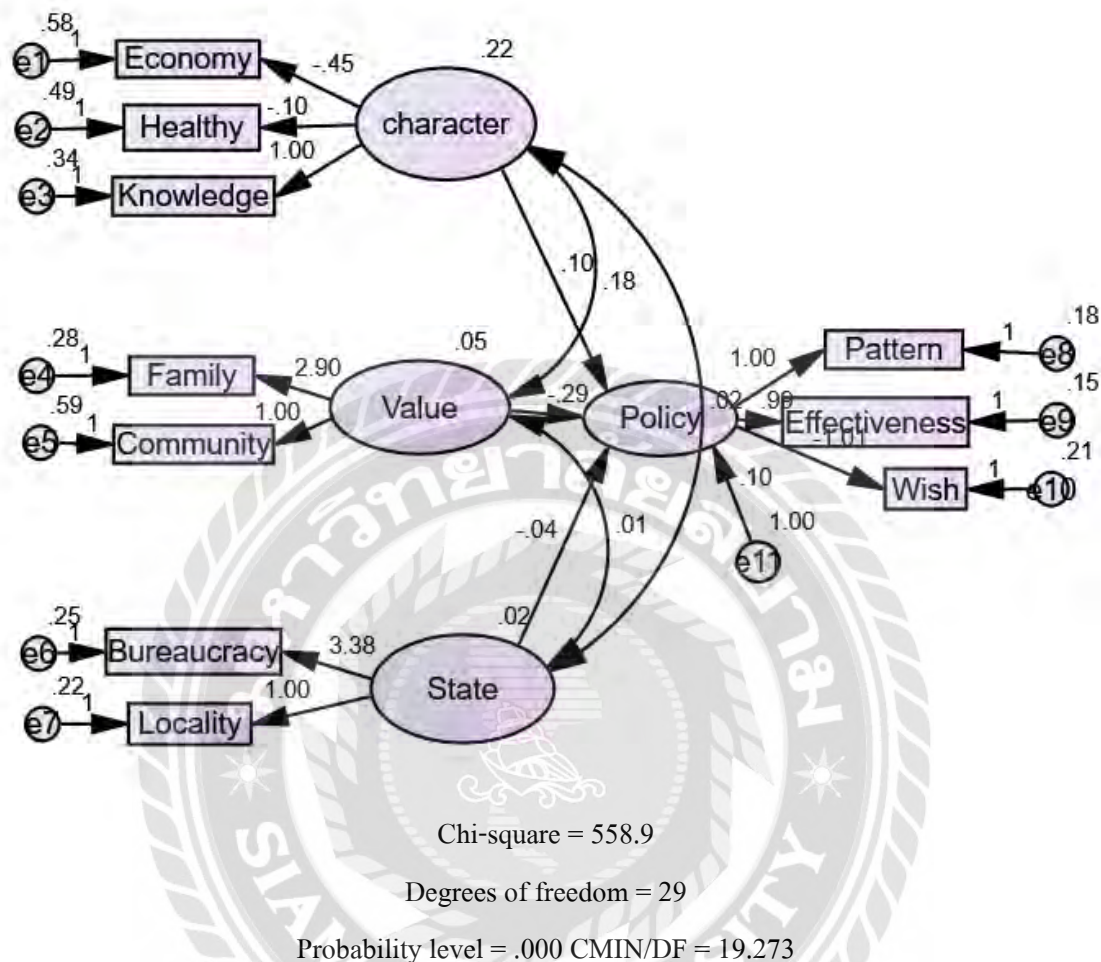 .58
1
e1
Economy
-.45
.22
.49
1
e2
Healthy
-.10
character
.34
1
e3
Knowledge
1.00
.10
.18
.28
1
e4
Family
2.90
.05
.59
1
e5
Community
1.00
Value
-.29
Policy
.02
1.00
Pattern
1
e8
.18
.99
Effectiveness
1
e9
.15
-1.01
Wish
1
e10
.21
.10
1.00
e11
-.04
.01
.02
.25
1
e6
Bureaucracy
3.38
State
.22
1
e7
Locality
1.00
Chi-square = 558.9
Degrees of freedom = 29
Probability level = .000 CMIN/DF = 19.273